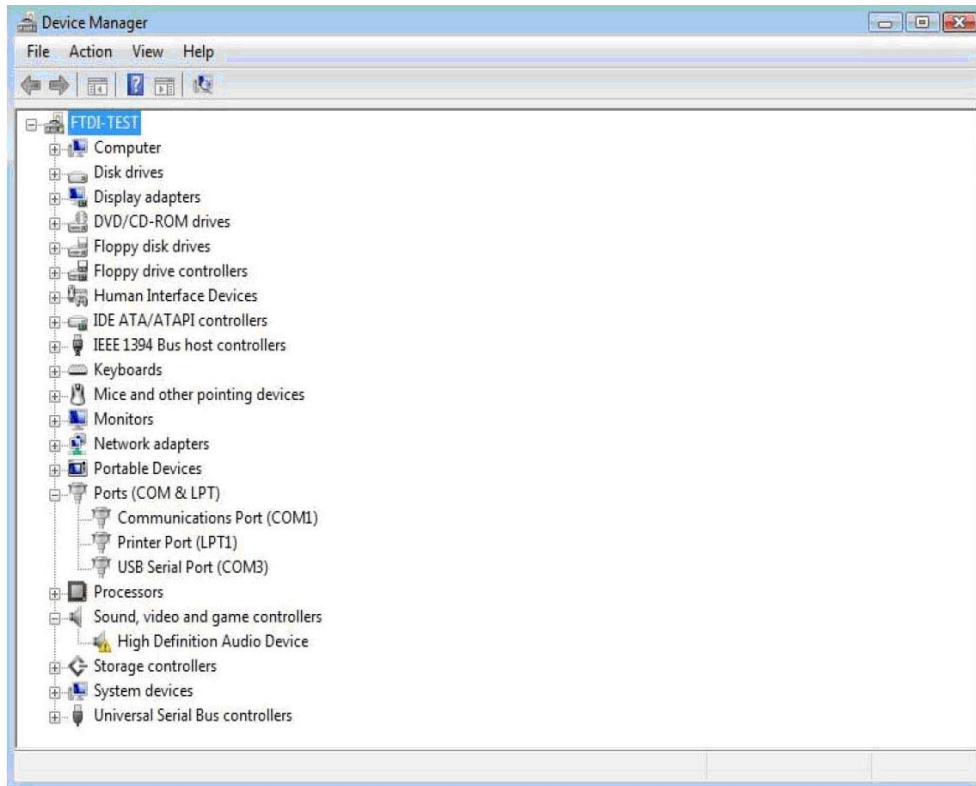 Device Manager
File Action View Help
FTDI-TEST
Computer
Disk drives
Display adapters
DVD/CD-ROM drives
Floppy disk drives
Floppy drive controllers
Human Interface Devices
IDE ATA/ATAPI controllers
IEEE 1394 Bus host controllers
Keyboards
Mice and other pointing devices
Monitors
Network adapters
Portable Devices
Ports (COM & LPT)
Communications Port (COM1)
Printer Port (LPT1)
USB Serial Port (COM3)
Processors
Sound, video and game controllers
High Definition Audio Device
Storage controllers
System devices
Universal Serial Bus controllers